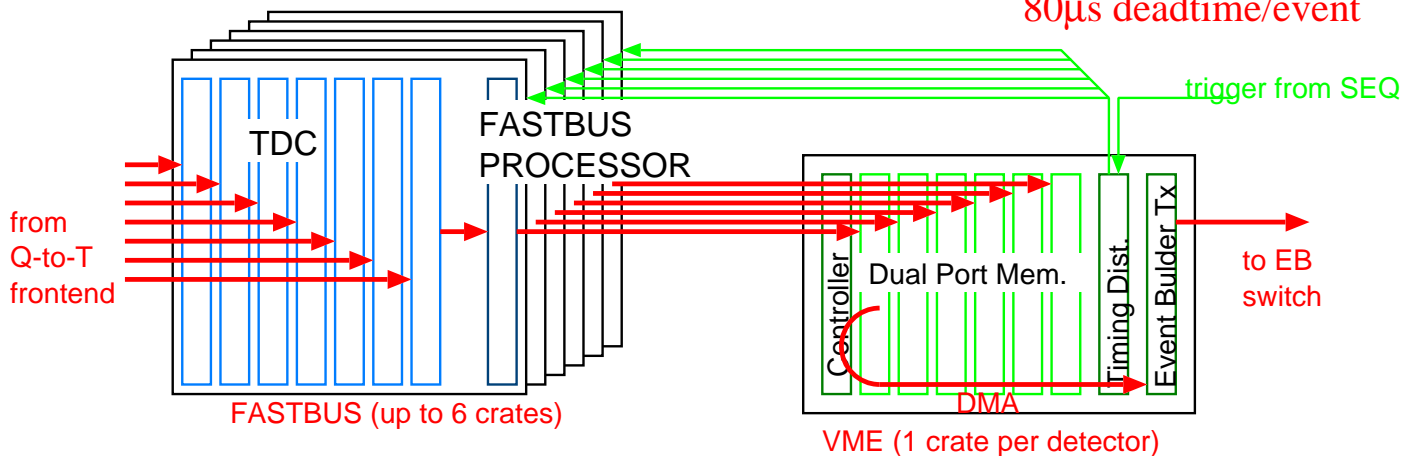 80μs deadtime/event
trigger from SEQ
TDC
FASTBUS
PROCESSOR
from
Q-to-T
frontend
Controller
Dual Port Mem.
Timing Dist.
Event Bulder Tx
to EB
switch
DMA
FASTBUS (up to 6 crates)
VME (1 crate per detector)